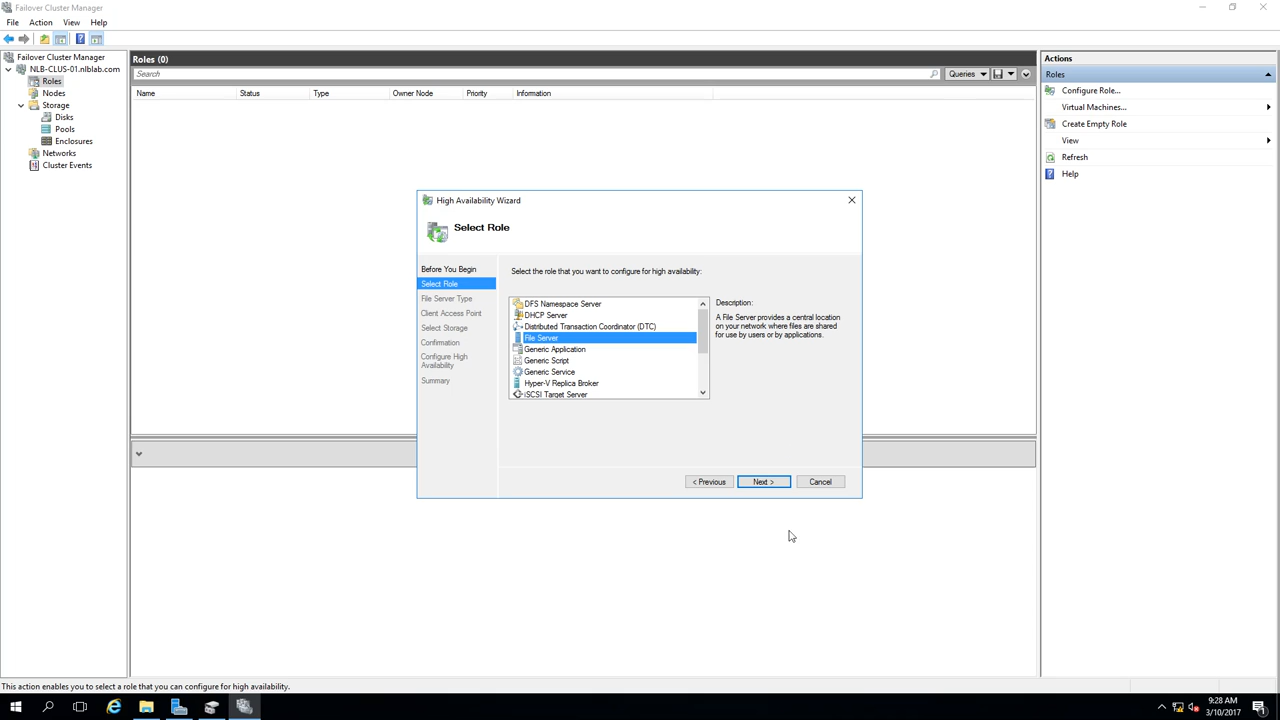 Failover Cluster Manager
File Action View Help
Failover Cluster Manager
NLB-CLUS-01.nlblab.com
Roles
Nodes
Storage
Disks
Pools
Enclosures
Networks
Cluster Events
Roles (0)
Search
Queries
Name Status Type Owner Node Priority Information
Actions
Roles
Configure Role...
Virtual Machines...
Create Empty Role
View
Refresh
Help
High Availability Wizard
Select Role
Before You Begin
Select Role
File Server Type
Client Access Point
Select Storage
Confirmation
Configure High
Availability
Summary
Select the role that you want to configure for high availability:
DFS Namespace Server
DHCP Server
Distributed Transaction Coordinator (DTC)
File Server
Generic Application
Generic Script
Generic Service
Hyper-V Replica Broker
iSCSI Target Server
Description:
A File Server provides a central location
on your network where files are shared
for use by users or by applications.
< Previous Next > Cancel
This action enables you to select a role that you can configure for high availability.
9:28 AM
3/10/2017
1